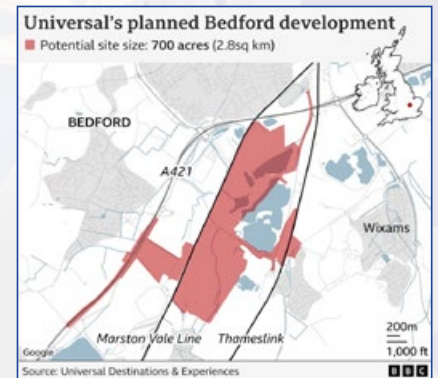 Universal's planned Bedford development
Potential site size: 700 acres (2.8sq km)
BEDFORD
A421
Wixams
Marston Vale Line
Thameslink
200m
1,000 ft
Google
Source: Universal Destinations & Experiences
BBC